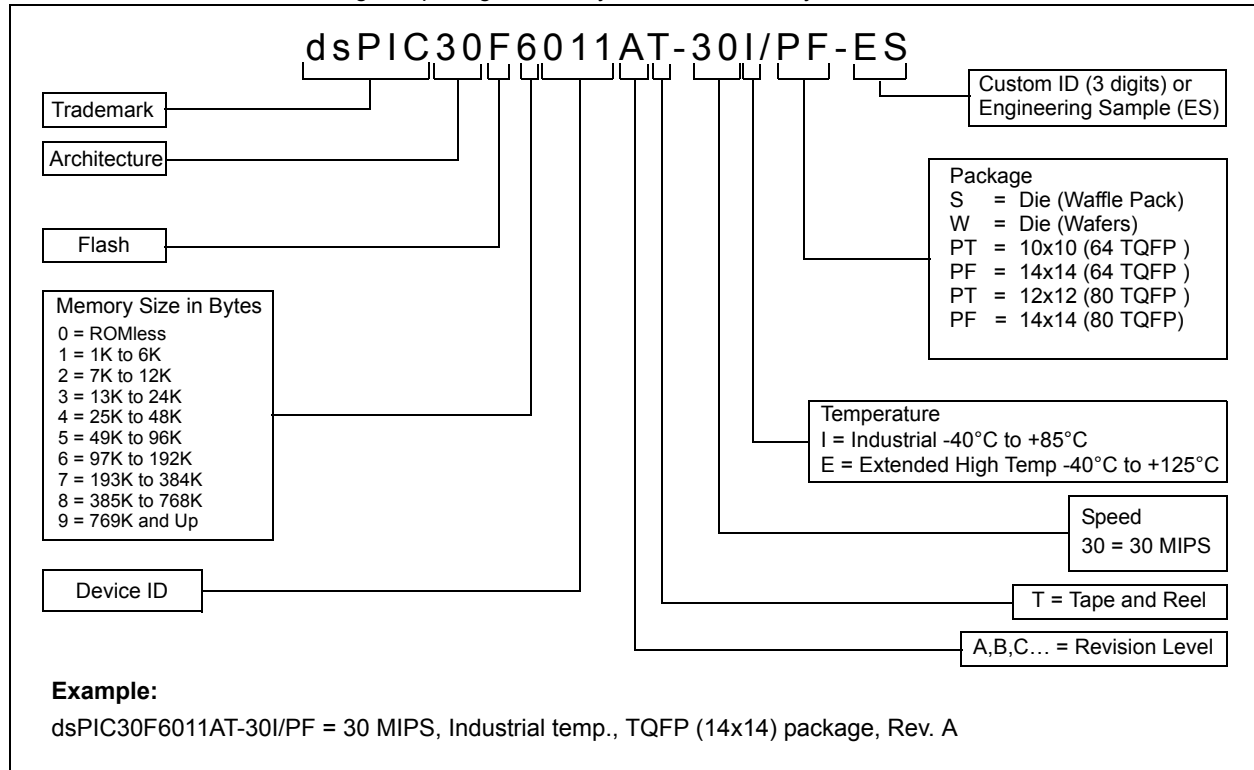 dsPIC30F6011AT-30I/PF-ES
Trademark
Architecture
Flash
Memory Size in Bytes
0 = ROMless
1 = 1K to 6K
2 = 7K to 12K
3 = 13K to 24K
4 = 25K to 48K
5 = 49K to 96K
6 = 97K to 192K
7 = 193K to 384K
8 = 385K to 768K
9 = 769K and Up
Device ID
Custom ID (3 digits) or
Engineering Sample (ES)
Package
S = Die (Waffle Pack)
W = Die (Wafers)
PT = 10x10 (64 TQFP )
PF = 14x14 (64 TQFP )
PT = 12x12 (80 TQFP )
PF = 14x14 (80 TQFP)
Temperature
I = Industrial -40°C to +85°C
E = Extended High Temp -40°C to +125°C
Speed
30 = 30 MIPS
T = Tape and Reel
A,B,C… = Revision Level
Example:
dsPIC30F6011AT-30I/PF = 30 MIPS, Industrial temp., TQFP (14x14) package, Rev. A